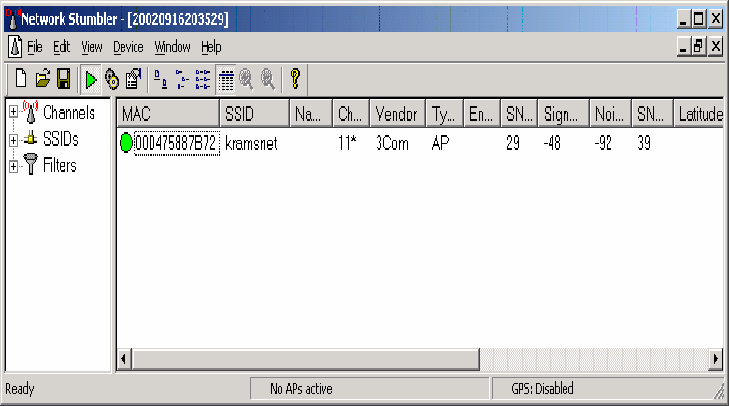 Network Stumbler - [20020916203529]
File Edit View Device Window Help
Channels
SSIDs
Filters
MAC SSID Na... Ch... Vendor Ty... En... SN... Sign... Noi... SN... Latitude
000475887B72 kramsnet 11* 3Com AP 29 -48 -92 39
Ready No APs active GPS: Disabled